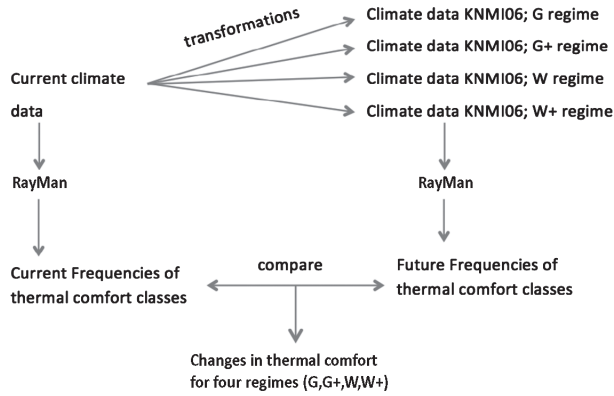 transformations
Climate data KNMI06; G regime
Climate data KNMI06; G+ regime
Climate data KNMI06; W regime
Climate data KNMI06; W+ regime
Current climate
data
RayMan
RayMan
Current Frequencies of
thermal comfort classes
compare
Future Frequencies of
thermal comfort classes
Changes in thermal comfort
for four regimes (G,G+,W,W+)